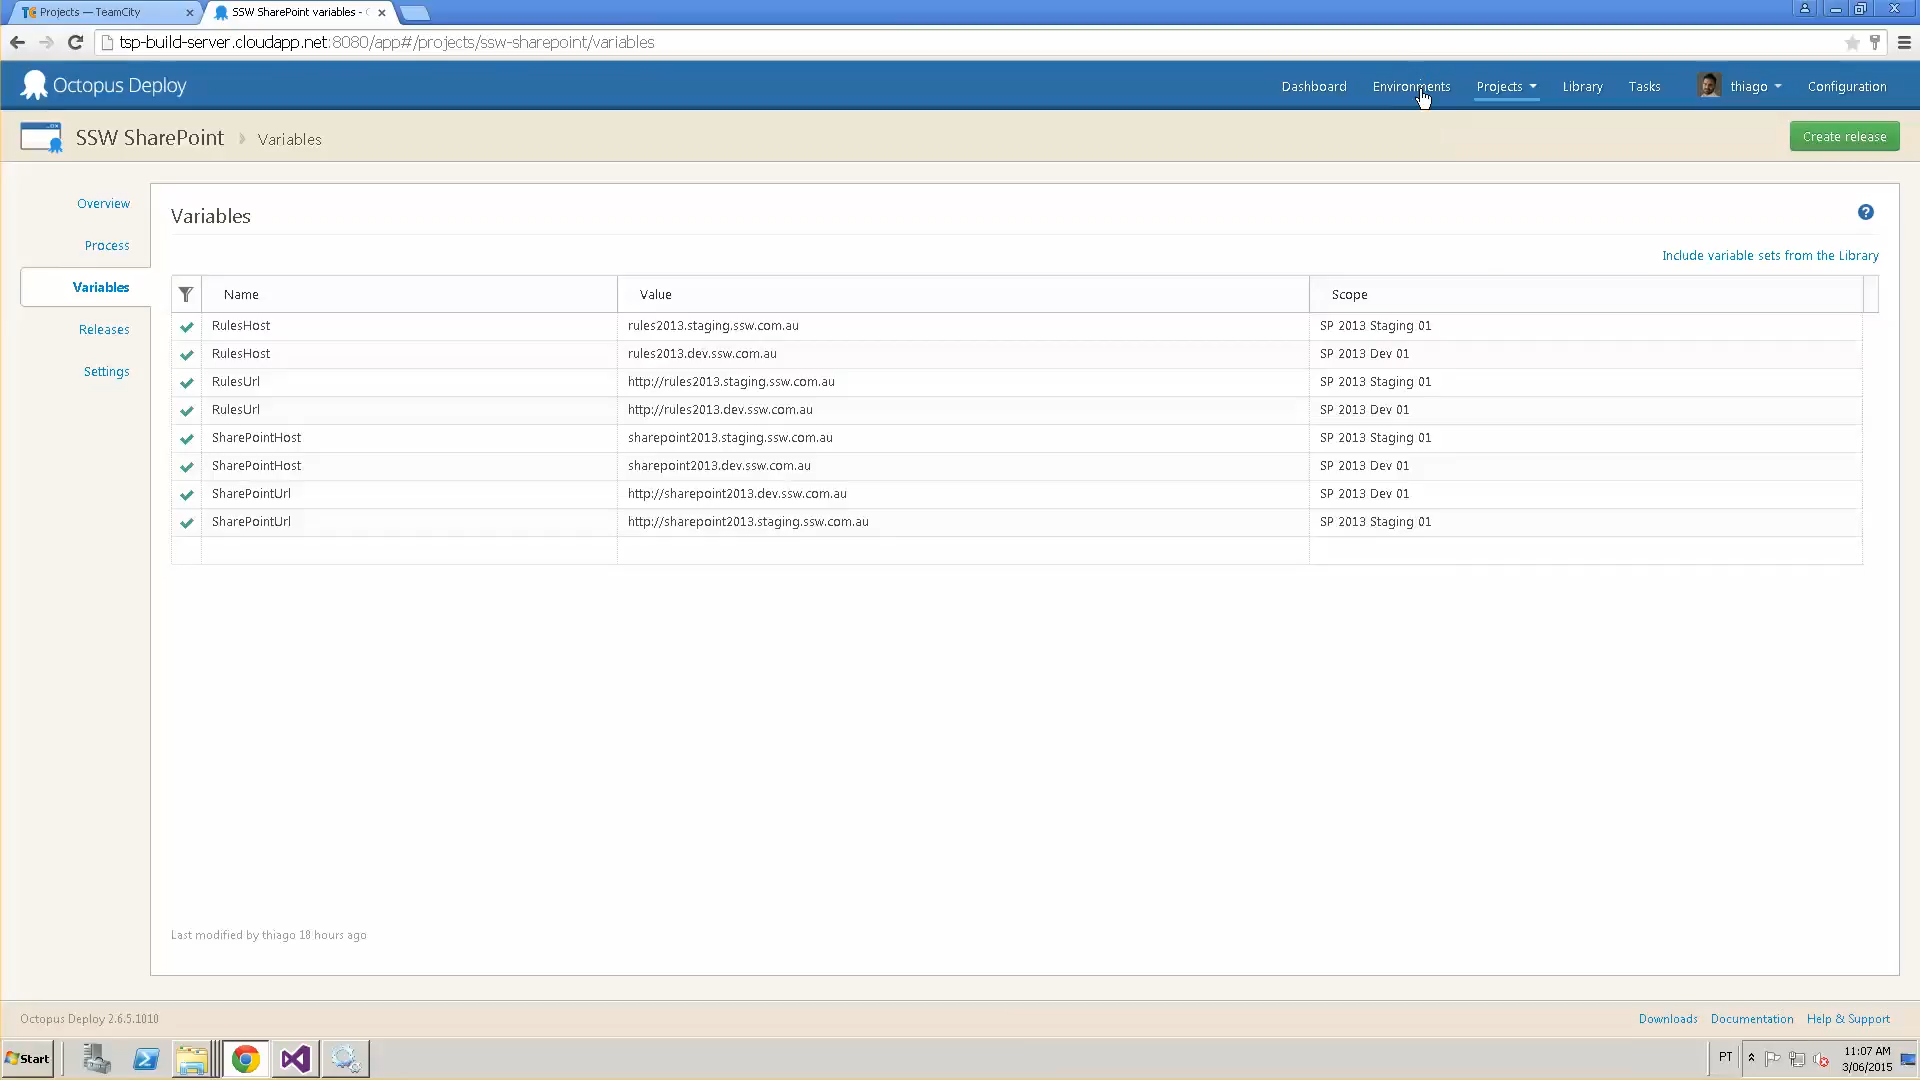 Projects — TeamCity
SSW SharePoint variables -
tsp-build-server.cloudapp.net:8080/app#/projects/ssw-sharepoint/variables
Octopus Deploy
Dashboard
Environments
Projects
Library
Tasks
thiago
Configuration
SSW SharePoint
Variables
Create release
Overview
Process
Variables
Releases
Settings
Variables
?
Include variable sets from the Library
Name Value Scope
RulesHost rules2013.staging.ssw.com.au SP 2013 Staging 01
RulesHost rules2013.dev.ssw.com.au SP 2013 Dev 01
RulesUrl http://rules2013.staging.ssw.com.au SP 2013 Staging 01
RulesUrl http://rules2013.dev.ssw.com.au SP 2013 Dev 01
SharePointHost sharepoint2013.staging.ssw.com.au SP 2013 Staging 01
SharePointHost sharepoint2013.dev.ssw.com.au SP 2013 Dev 01
SharePointUrl http://sharepoint2013.dev.ssw.com.au SP 2013 Dev 01
SharePointUrl http://sharepoint2013.staging.ssw.com.au SP 2013 Staging 01
Last modified by thiago 18 hours ago
Octopus Deploy 2.6.5.1010
Downloads
Documentation
Help & Support
Start
PT
11:07 AM
3/06/2015